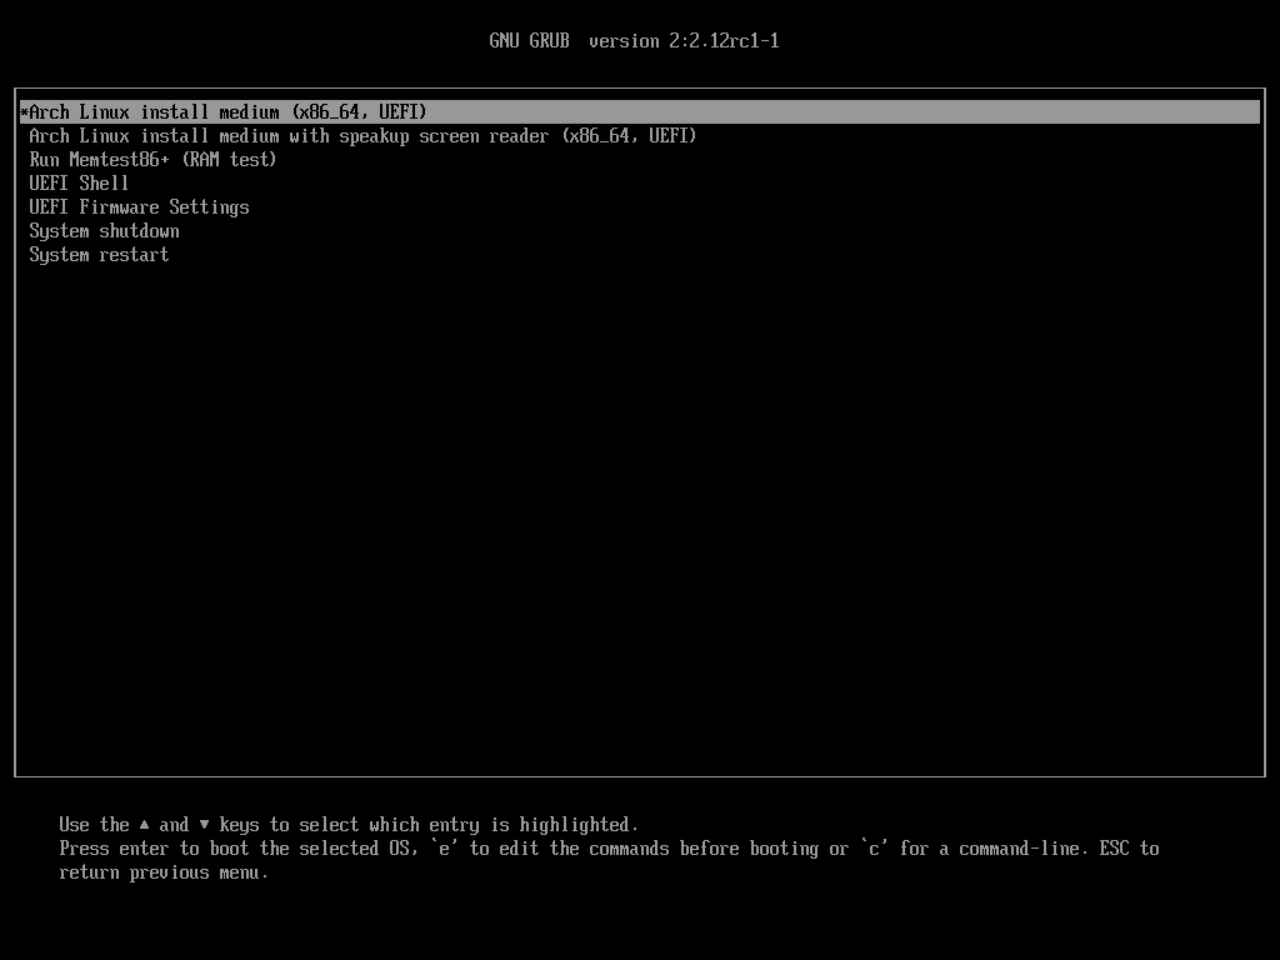 GNU GRUB  version 2:2.12rc1-1
*Arch Linux install medium (x86_64, UEFI)
Arch Linux install medium with speakup screen reader (x86_64, UEFI)
Run Memtest86+ (RAM test)
UEFI Shell
UEFI Firmware Settings
System shutdown
System restart
Use the ▲ and ▼ keys to select which entry is highlighted.
Press enter to boot the selected OS, `e' to edit the commands before booting or `c' for a command-line. ESC to
return previous menu.